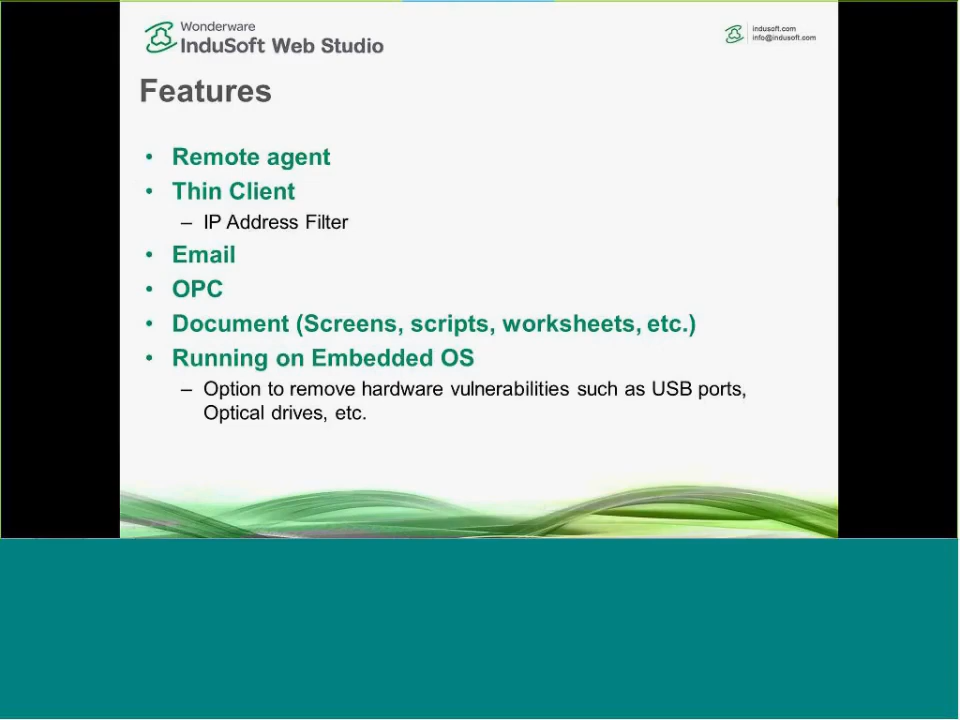 Wonderware
InduSoft Web Studio
indusoft.com
info@indusoft.com
Features
• Remote agent
• Thin Client
– IP Address Filter
• Email
• OPC
• Document (Screens, scripts, worksheets, etc.)
• Running on Embedded OS
– Option to remove hardware vulnerabilities such as USB ports,
Optical drives, etc.